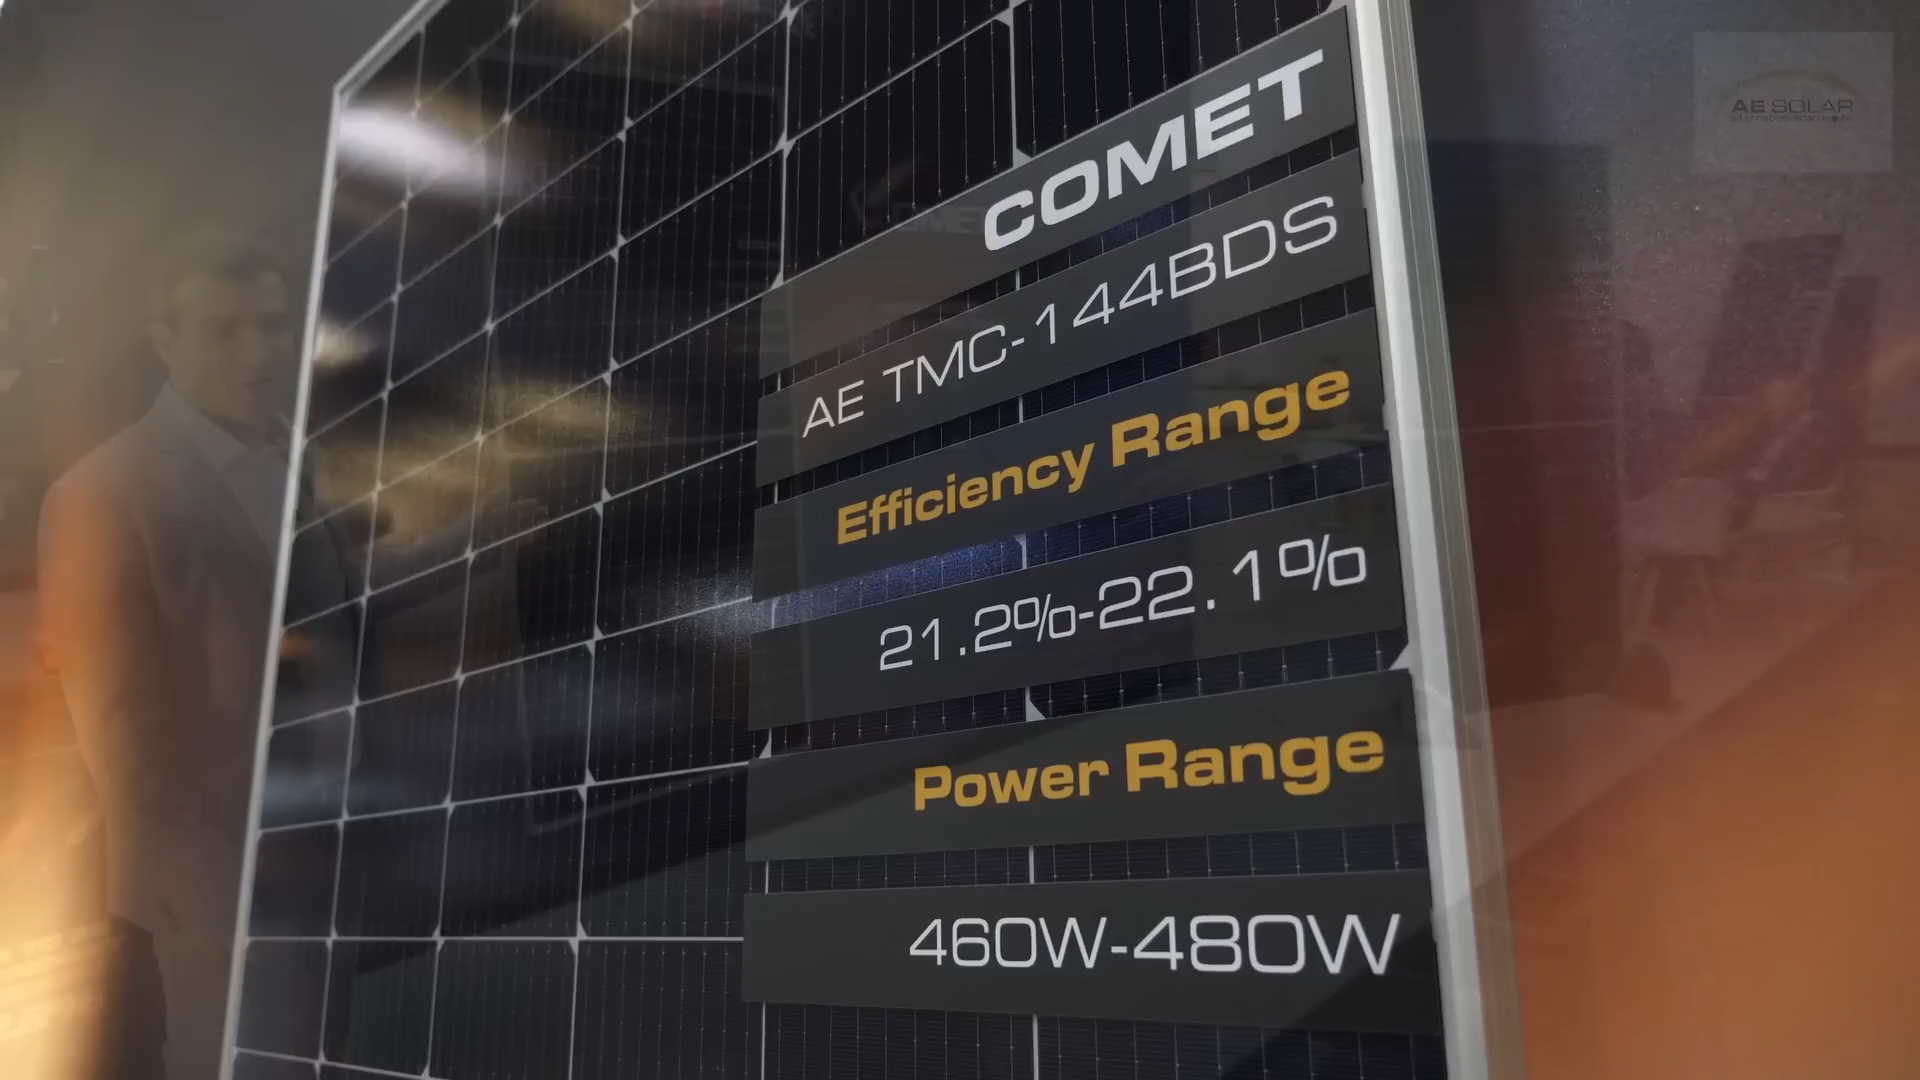 COMET
AE TMC-144BDS
Efficiency Range
21.2%-22.1%
Power Range
460W-480W
AE SOLAR